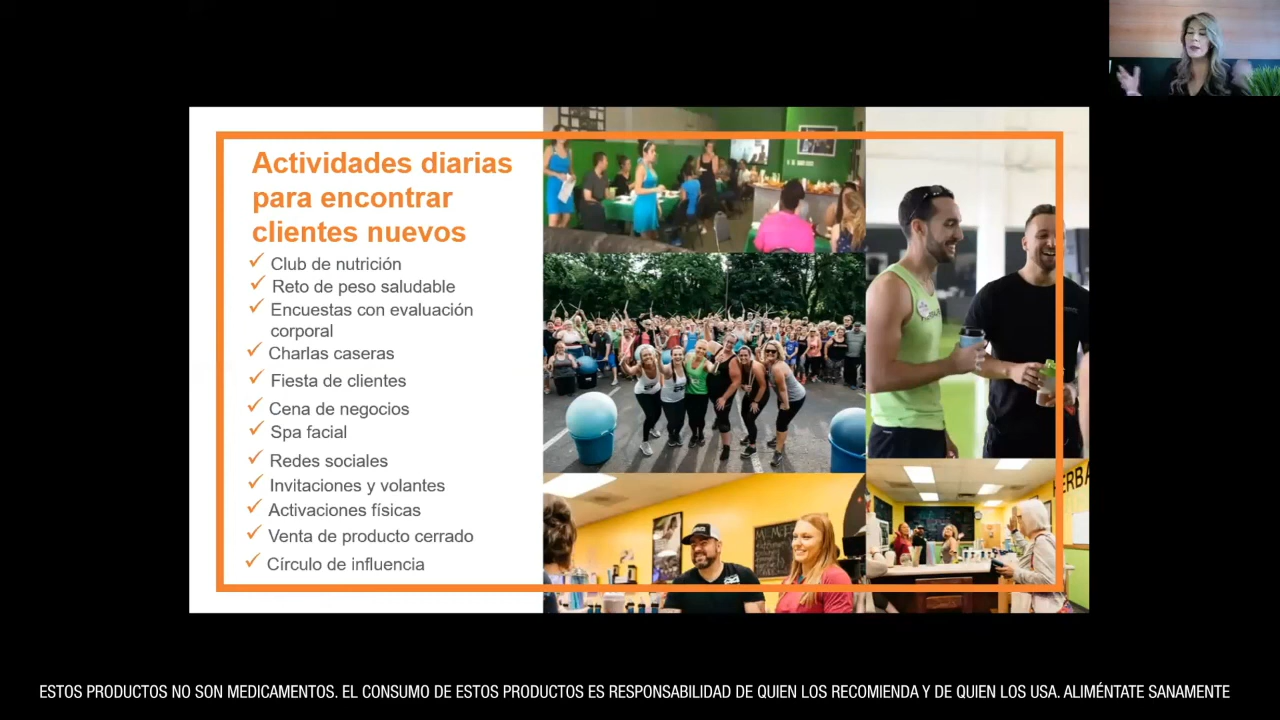 Actividades diarias
para encontrar
clientes nuevos
Club de nutrición
Reto de peso saludable
Encuestas con evaluación
corporal
Charlas caseras
Fiesta de clientes
Cena de negocios
Spa facial
Redes sociales
Invitaciones y volantes
Activaciones físicas
Venta de producto cerrado
Círculo de influencia
HERBA
ESTOS PRODUCTOS NO SON MEDICAMENTOS. EL CONSUMO DE ESTOS PRODUCTOS ES RESPONSABILIDAD DE QUIEN LOS RECOMIENDA Y DE QUIEN LOS USA. ALIMÉNTATE SANAMENTE